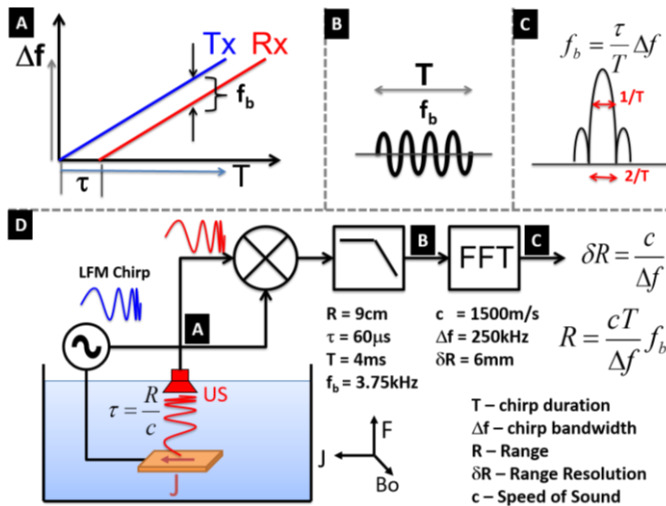 A
Δf
Tx
Rx
f_b
τ
T
B
T
f_b
C
f_b = τ/T Δf
1/T
2/T
D
LFM Chirp
A
B
FFT
C
δR = c/Δf
R = 9cm
τ = 60μs
T = 4ms
f_b = 3.75kHz
c = 1500m/s
Δf = 250kHz
δR = 6mm
R = cT/Δf f_b
US
τ = R/c
J
F
J
Bo
T – chirp duration
Δf – chirp bandwidth
R – Range
δR – Range Resolution
c – Speed of Sound